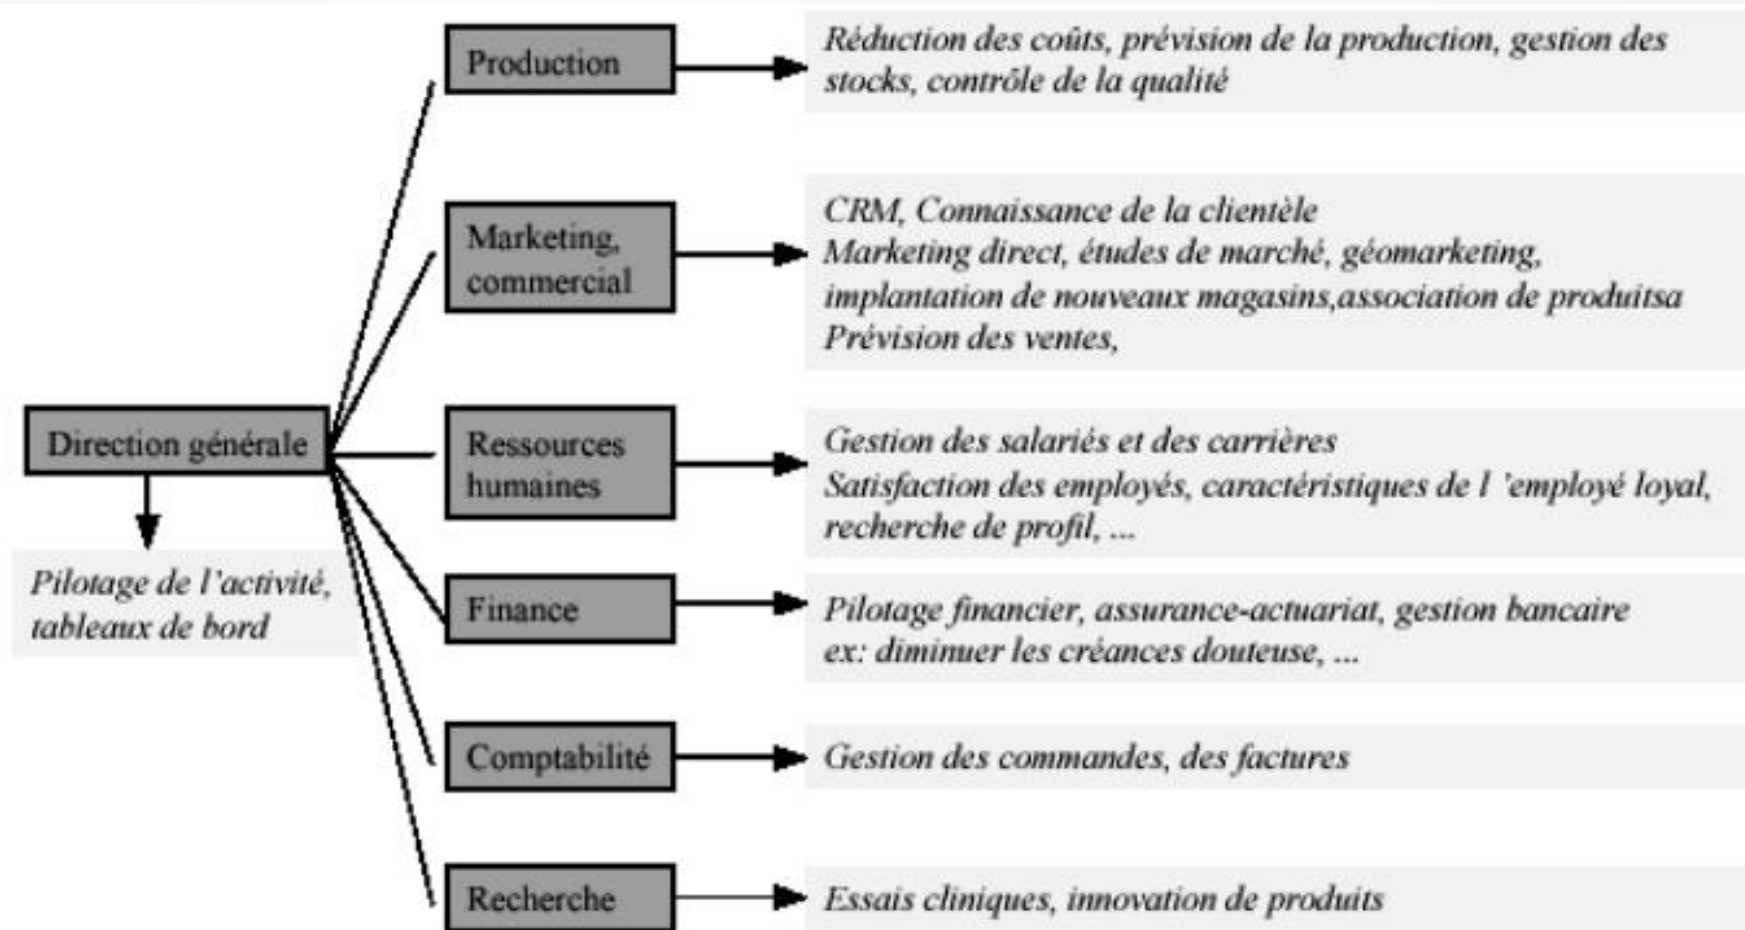 Production
Réduction des coûts, prévision de la production, gestion des
stocks, contrôle de la qualité
Marketing,
commercial
CRM, Connaissance de la clientèle
Marketing direct, études de marché, géomarketing,
implantation de nouveaux magasins,association de produitsa
Prévision des ventes,
Direction générale
Pilotage de l'activité,
tableaux de bord
Ressources
humaines
Gestion des salariés et des carrières
Satisfaction des employés, caractéristiques de l 'employé loyal,
recherche de profil, ...
Finance
Pilotage financier, assurance-actuariat, gestion bancaire
ex: diminuer les créances douteuse, ...
Comptabilité
Gestion des commandes, des factures
Recherche
Essais cliniques, innovation de produits